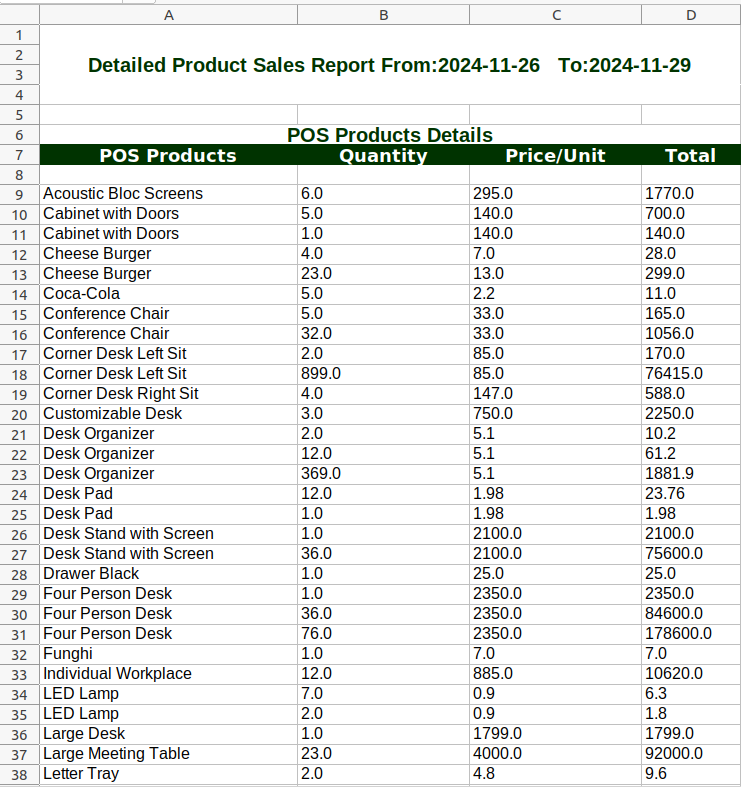 A B C D
1
2
Detailed Product Sales Report From:2024-11-26 To:2024-11-29
3
4
5
6 POS Products Details
7 POS Products Quantity Price/Unit Total
8
9 Acoustic Bloc Screens 6.0 295.0 1770.0
10 Cabinet with Doors 5.0 140.0 700.0
11 Cabinet with Doors 1.0 140.0 140.0
12 Cheese Burger 4.0 7.0 28.0
13 Cheese Burger 23.0 13.0 299.0
14 Coca-Cola 5.0 2.2 11.0
15 Conference Chair 5.0 33.0 165.0
16 Conference Chair 32.0 33.0 1056.0
17 Corner Desk Left Sit 2.0 85.0 170.0
18 Corner Desk Left Sit 899.0 85.0 76415.0
19 Corner Desk Right Sit 4.0 147.0 588.0
20 Customizable Desk 3.0 750.0 2250.0
21 Desk Organizer 2.0 5.1 10.2
22 Desk Organizer 12.0 5.1 61.2
23 Desk Organizer 369.0 5.1 1881.9
24 Desk Pad 12.0 1.98 23.76
25 Desk Pad 1.0 1.98 1.98
26 Desk Stand with Screen 1.0 2100.0 2100.0
27 Desk Stand with Screen 36.0 2100.0 75600.0
28 Drawer Black 1.0 25.0 25.0
29 Four Person Desk 1.0 2350.0 2350.0
30 Four Person Desk 36.0 2350.0 84600.0
31 Four Person Desk 76.0 2350.0 178600.0
32 Funghi 1.0 7.0 7.0
33 Individual Workplace 12.0 885.0 10620.0
34 LED Lamp 7.0 0.9 6.3
35 LED Lamp 2.0 0.9 1.8
36 Large Desk 1.0 1799.0 1799.0
37 Large Meeting Table 23.0 4000.0 92000.0
38 Letter Tray 2.0 4.8 9.6